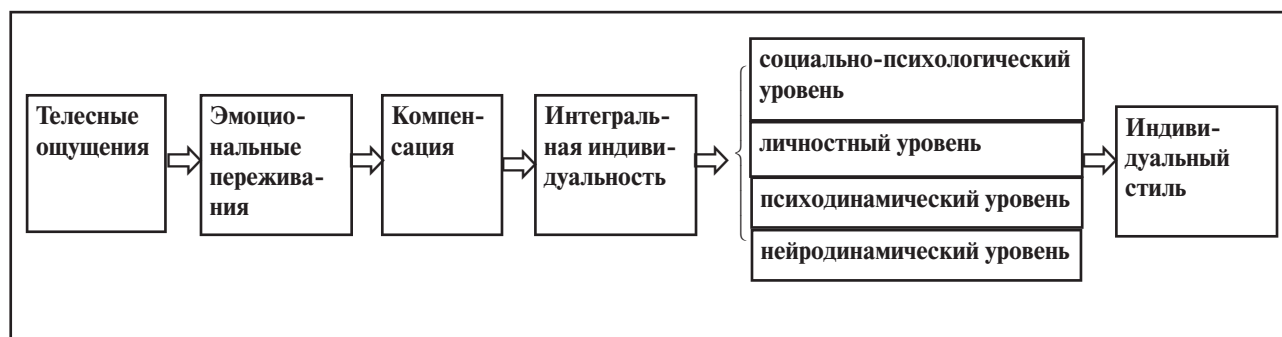 Телесные
ощущения
Эмоцио-
нальные
пережива-
ния
Компен-
сация
Интеграль-
ная индиви-
дуальность
социально-психологический
уровень
личностный уровень
психодинамический уровень
нейродинамический уровень
Индиви-
дуальный
стиль